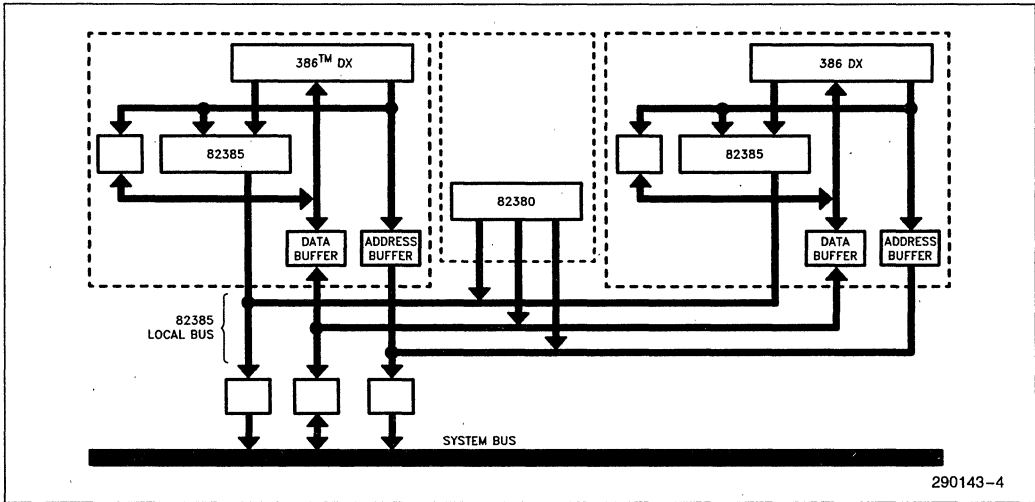 386™ DX
386 DX
82385
82385
82380
DATA
BUFFER
ADDRESS
BUFFER
DATA
BUFFER
ADDRESS
BUFFER
82385
LOCAL BUS
SYSTEM BUS
290143-4